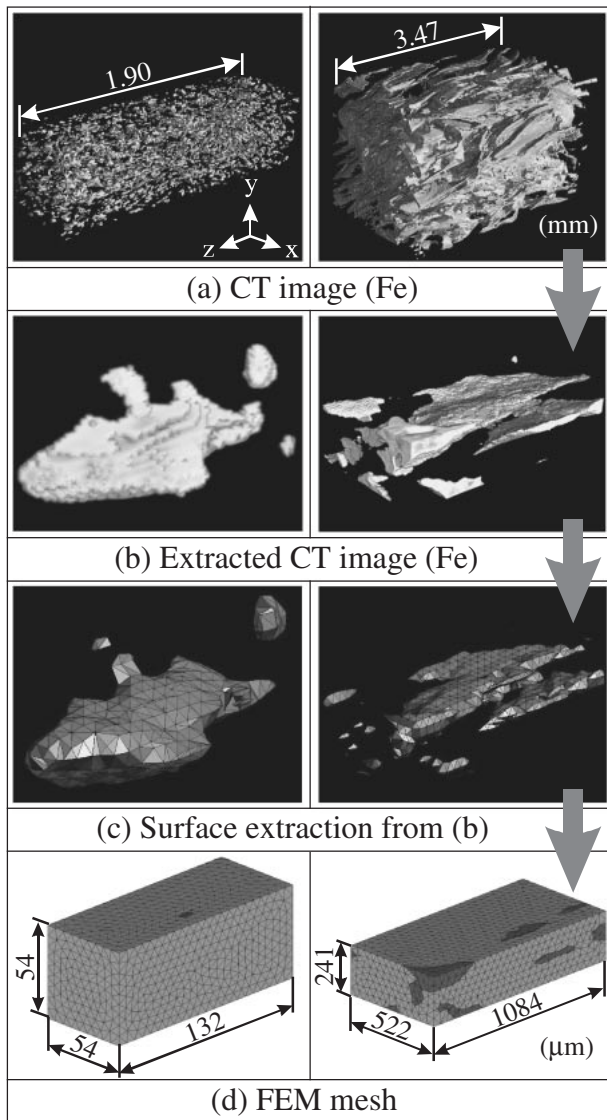 1.90
3.47
y
z
x
(mm)
(a) CT image (Fe)
(b) Extracted CT image (Fe)
(c) Surface extraction from (b)
54
54
132
241
522
1084
(μm)
(d) FEM mesh